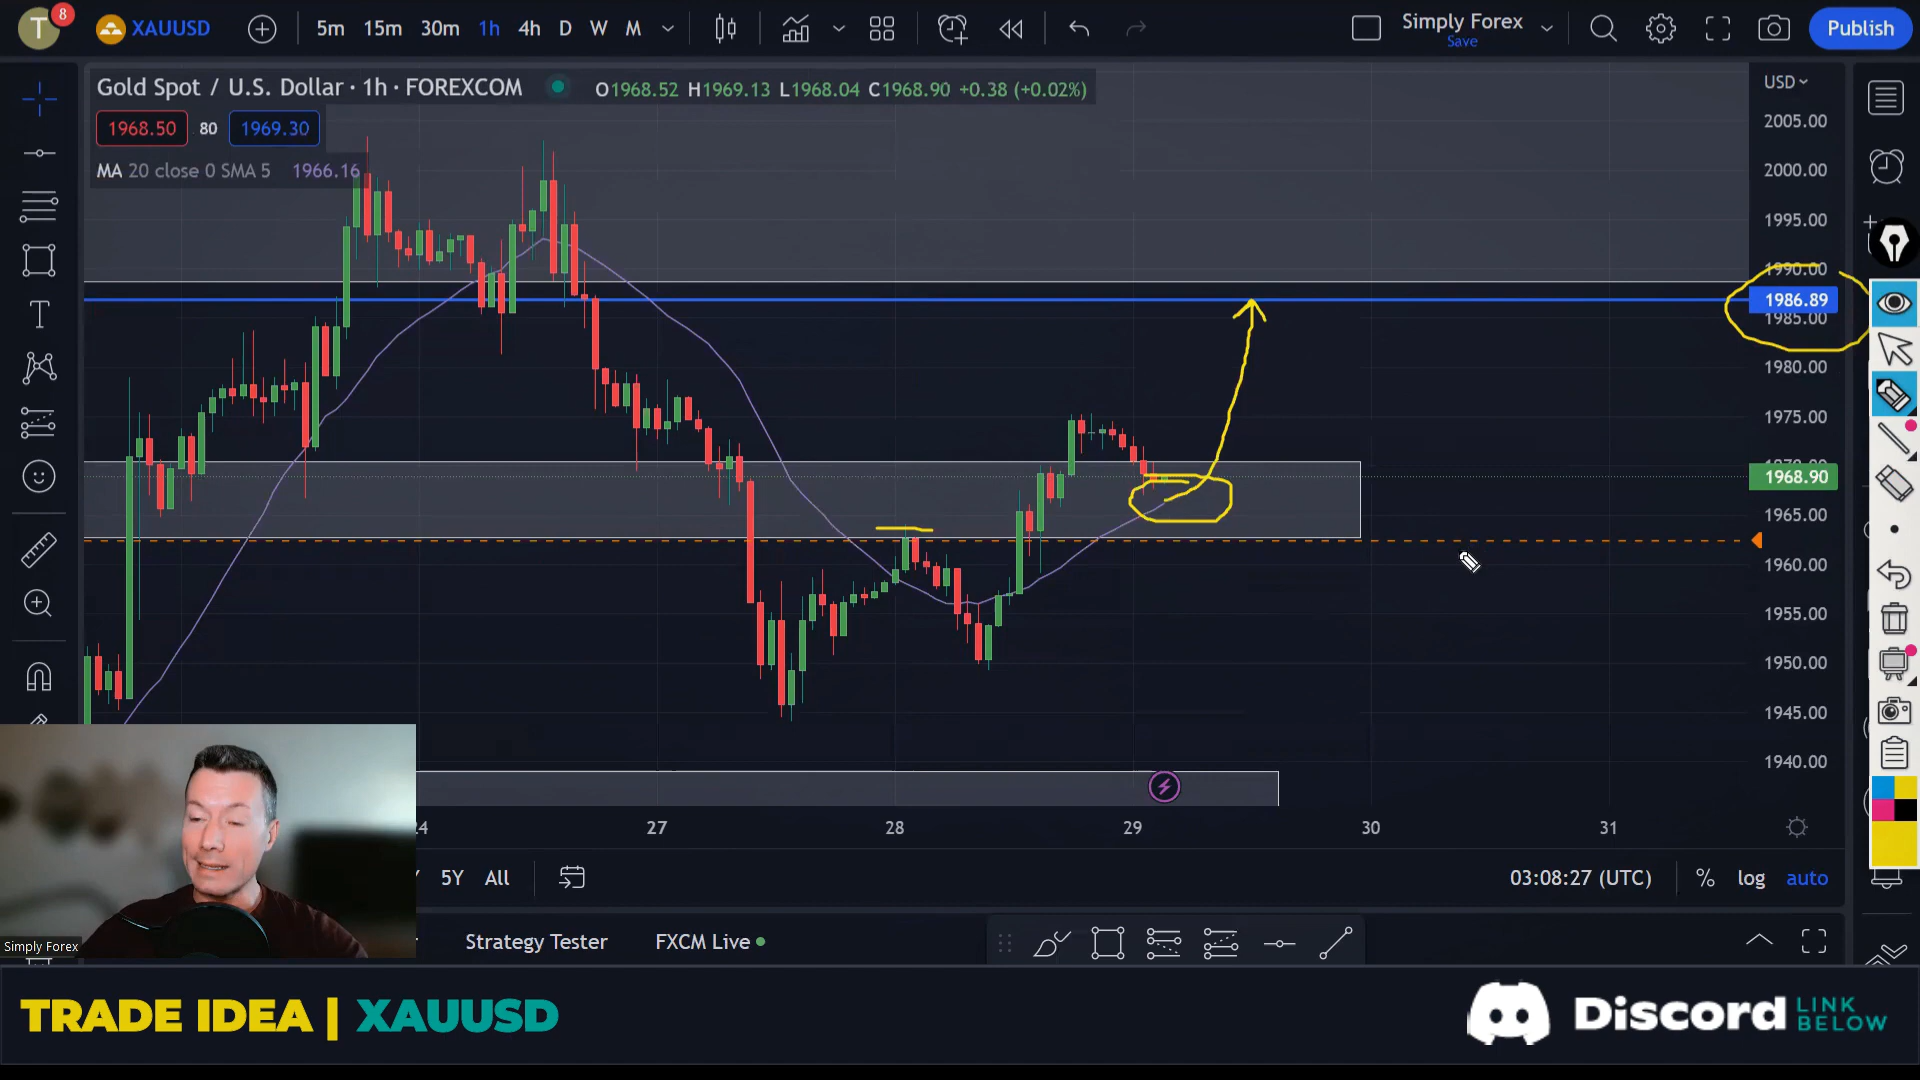 T
8
XAUUSD
5m 15m 30m 1h 4h D W M
Simply Forex
Save
Publish
Gold Spot / U.S. Dollar · 1h · FOREXCOM
O1968.52 H1969.13 L1968.04 C1968.90 +0.38 (+0.02%)
USD
1968.50 80 1969.30
MA 20 close 0 SMA 5 1966.16
2005.00
2000.00
1995.00
1990.00
1986.89
1985.00
1980.00
1975.00
1968.90
1965.00
1960.00
1955.00
1950.00
1945.00
1940.00
27 28 29 30 31
5Y All
03:08:27 (UTC)
% log auto
Strategy Tester
FXCM Live
Simply Forex
TRADE IDEA | XAUUSD
Discord LINK
BELOW